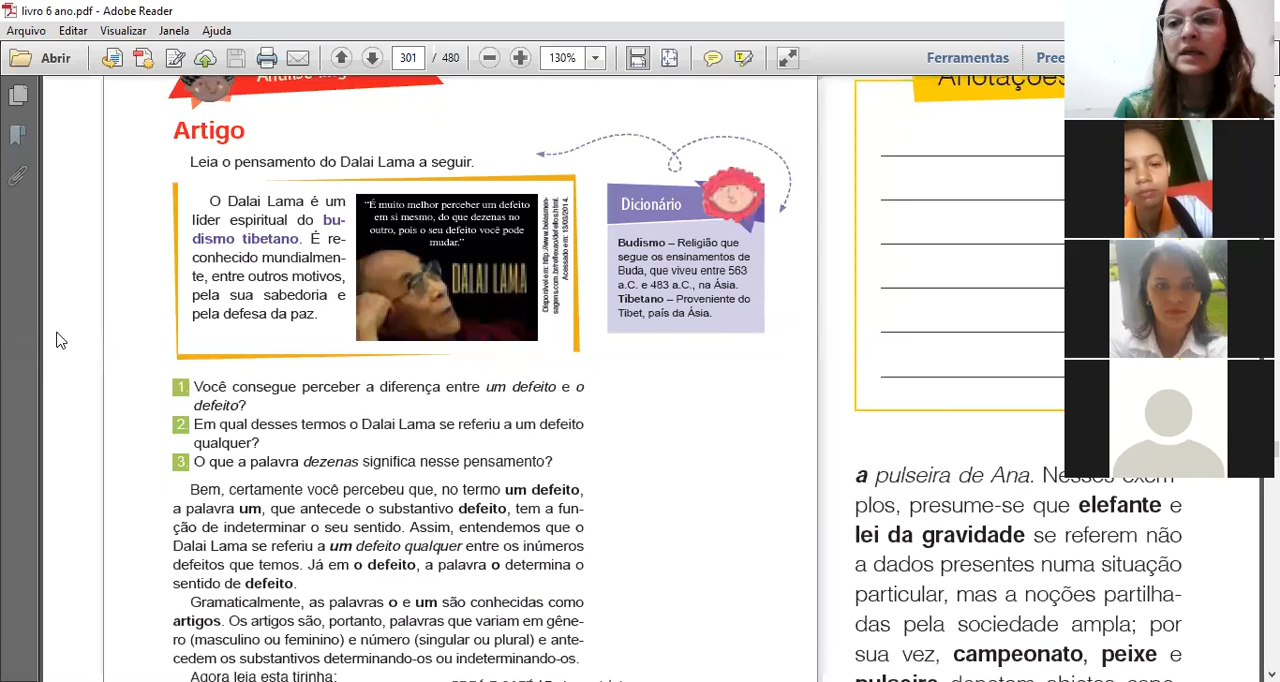 livro 6 ano.pdf - Adobe Reader
Arquivo Editar Visualizar Janela Ajuda
Abrir
301 / 480
130%
Ferramentas
Artigo
Leia o pensamento do Dalai Lama a seguir.
O Dalai Lama é um
líder espiritual do bu-
dismo tibetano. É re-
conhecido mundialmen-
te, entre outros motivos,
pela sua sabedoria e
pela defesa da paz.
"É muito melhor perceber um defeito
em si mesmo, do que dezenas no
outro, pois o seu defeito você pode
mudar."
DALAI LAMA
Acessado em: 13/03/2014.
Dicionário
Budismo – Religião que
segue os ensinamentos de
Buda, que viveu entre 563
a.C. e 483 a.C., na Ásia.
Tibetano – Proveniente do
Tibet, país da Ásia.
1 Você consegue perceber a diferença entre um defeito e o
defeito?
2 Em qual desses termos o Dalai Lama se referiu a um defeito
qualquer?
3 O que a palavra dezenas significa nesse pensamento?
Bem, certamente você percebeu que, no termo um defeito,
a palavra um, que antecede o substantivo defeito, tem a fun-
ção de indeterminar o seu sentido. Assim, entendemos que o
Dalai Lama se referiu a um defeito qualquer entre os inúmeros
defeitos que temos. Já em o defeito, a palavra o determina o
sentido de defeito.
Gramaticalmente, as palavras o e um são conhecidas como
artigos. Os artigos são, portanto, palavras que variam em gêne-
ro (masculino ou feminino) e número (singular ou plural) e ante-
cedem os substantivos determinando-os ou indeterminando-os.
Agora leia esta tirinha:
Anotações
a pulseira de Ana.
plos, presume-se que elefante e
lei da gravidade se referem não
a dados presentes numa situação
particular, mas a noções partilha-
das pela sociedade ampla; por
sua vez, campeonato, peixe e